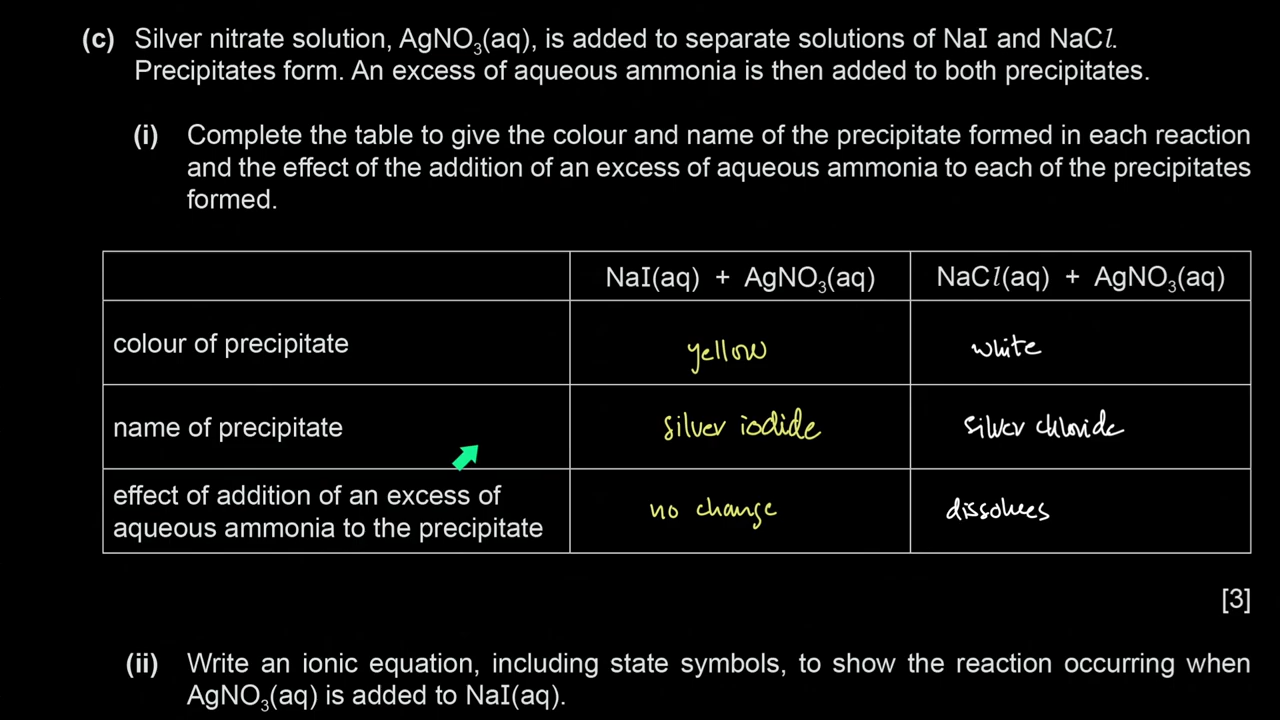 (c) Silver nitrate solution, AgNO₃(aq), is added to separate solutions of NaI and NaCl.
Precipitates form. An excess of aqueous ammonia is then added to both precipitates.
(i) Complete the table to give the colour and name of the precipitate formed in each reaction
and the effect of the addition of an excess of aqueous ammonia to each of the precipitates
formed.
NaI(aq) + AgNO₃(aq) NaCl(aq) + AgNO₃(aq)
colour of precipitate yellow white
name of precipitate silver iodide silver chloride
effect of addition of an excess of
aqueous ammonia to the precipitate no change dissolves
[3]
(ii) Write an ionic equation, including state symbols, to show the reaction occurring when
AgNO₃(aq) is added to NaI(aq).